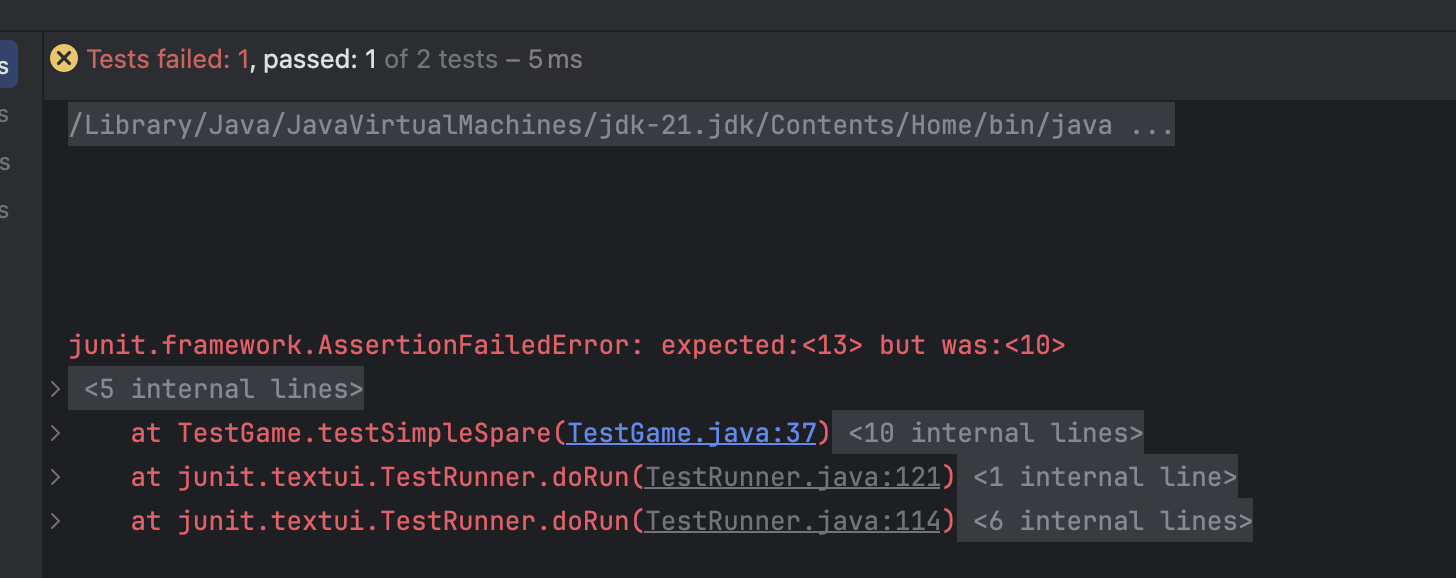 Tests failed: 1, passed: 1 of 2 tests – 5 ms
s
/Library/Java/JavaVirtualMachines/jdk-21.jdk/Contents/Home/bin/java ...
s
s
s
junit.framework.AssertionFailedError: expected:<13> but was:<10>
> <5 internal lines>
> at TestGame.testSimpleSpare(TestGame.java:37) <10 internal lines>
> at junit.textui.TestRunner.doRun(TestRunner.java:121) <1 internal line>
> at junit.textui.TestRunner.doRun(TestRunner.java:114) <6 internal lines>